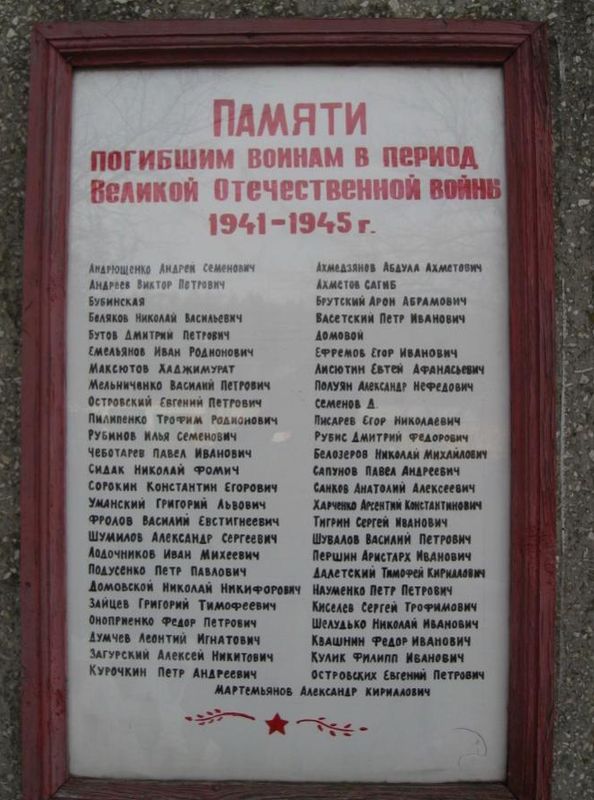 Памяти
погибшим воинам в период
Великой Отечественной войны
1941-1945 г.
Андрющенко Андрей Семенович
Андреев Виктор Петрович
Бубинская
Беляков Николай Васильевич
Бутов Дмитрий Петрович
Емельянов Иван Родионович
Максютов Хаджимурат
Мельниченко Василий Петрович
Островский Евгений Петрович
Пилипенко Трофим Родионович
Рубинов Илья Семенович
Чеботарев Павел Иванович
Сидак Николай Фомич
Сорокин Константин Егорович
Уманский Григорий Львович
Фролов Василий Евстигнеевич
Шумилов Александр Сергеевич
Лодочников Иван Михеевич
Подусенко Петр Павлович
Домовской Николай Никифорович
Зайцев Григорий Тимофеевич
Оноприенко Федор Петрович
Думчев Леонтий Игнатович
Загурский Алексей Никитович
Курочкин Петр Андреевич
Ахмедзянов Абдула Ахметович
Ахметов Сагиб
Брутский Арон Абрамович
Васетский Петр Иванович
Домовой
Ефремов Егор Иванович
Лисютин Евтей Афанасьевич
Полуян Александр Нефедович
Семенов Д.
Писарев Егор Николаевич
Рубис Дмитрий Федорович
Белозеров Николай Михайлович
Сапунов Павел Андреевич
Санков Анатолий Алексеевич
Харченко Арсентий Константинович
Тигрин Сергей Иванович
Шувалов Василий Петрович
Першин Аристарх Иванович
Далетский Тимофей Кириллович
Науменко Петр Петрович
Киселев Сергей Трофимович
Шелудько Николай Иванович
Квашнин Федор Иванович
Кулик Филипп Иванович
Островских Евгений Петрович
Мартемьянов Александр Кириллович